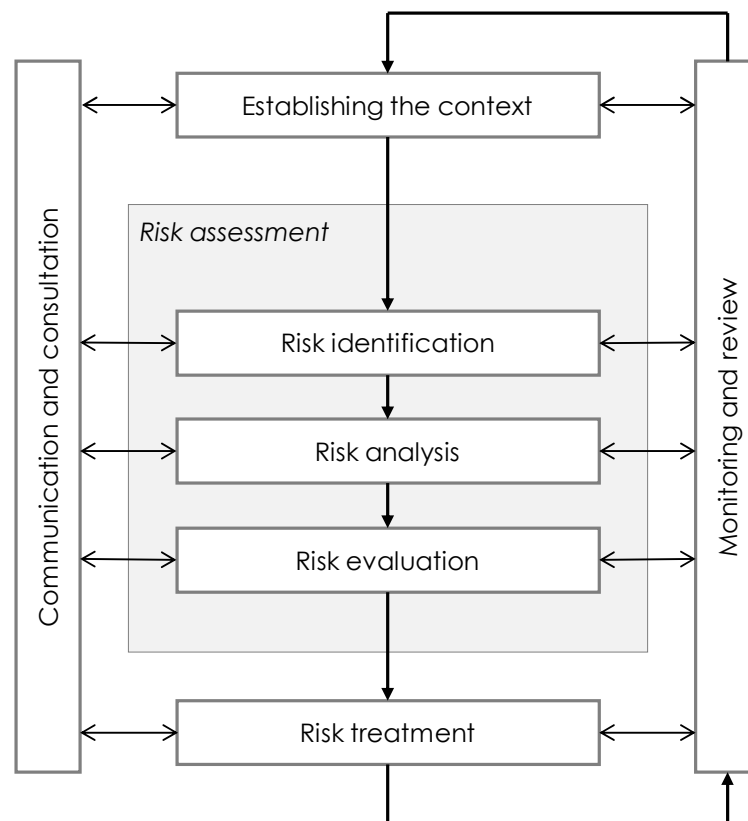 Establishing the context
Communication and consultation
Risk assessment
Risk identification
Risk analysis
Risk evaluation
Risk treatment
Monitoring and review